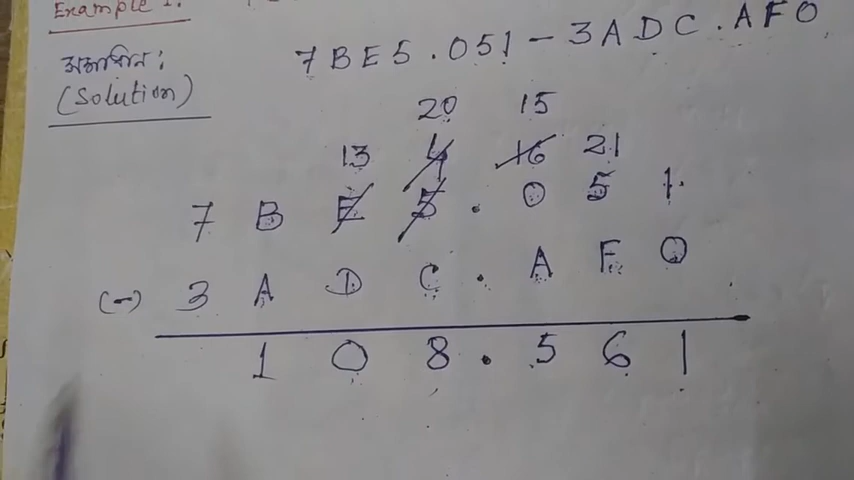 Example 1.
সমাধান:
(Solution)
7BE5.051-3ADC.AF0
20 15
13 4 16 21
7 B E 5 . 0 5 1
(-) 3 A D C . A F 0
1 0 8 . 5 6 1